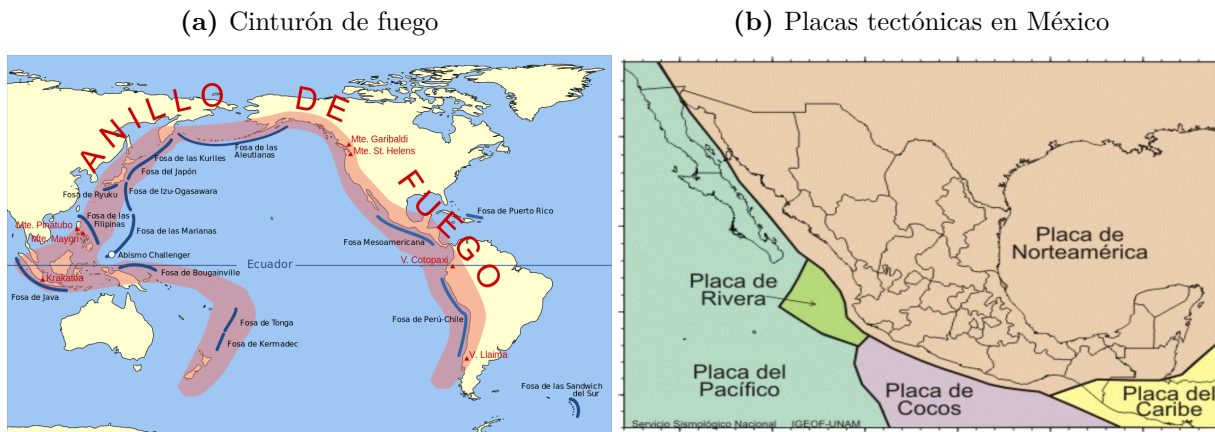 (a) Cinturón de fuego
ANILLO DE FUEGO
Mte. Garibaldi
Mte. St. Helens
Fosa de las
Aleutianas
Fosa de las Kuriles
Fosa del Japón
Fosa de Ryuku
Fosa de Izu-Ogasawara
Fosa de las
Filipinas
Mte. Pinatubo
Mte. Mayon
Fosa de las Marianas
Abismo Challenger
Fosa de Puerto Rico
Fosa Mesoamericana
Ecuador
V. Cotopaxi
Krakatoa
Fosa de Bougainville
Fosa de Java
Fosa de Tonga
Fosa de Kermadec
Fosa de Perú-Chile
V. Llaima
Fosa de las Sandwich
del Sur
(b) Placas tectónicas en México
Placa de
Norteamérica
Placa de
Rivera
Placa del
Pacífico
Placa de
Cocos
Placa del
Caribe
Servicio Sismológico Nacional IGEOF-UNAM